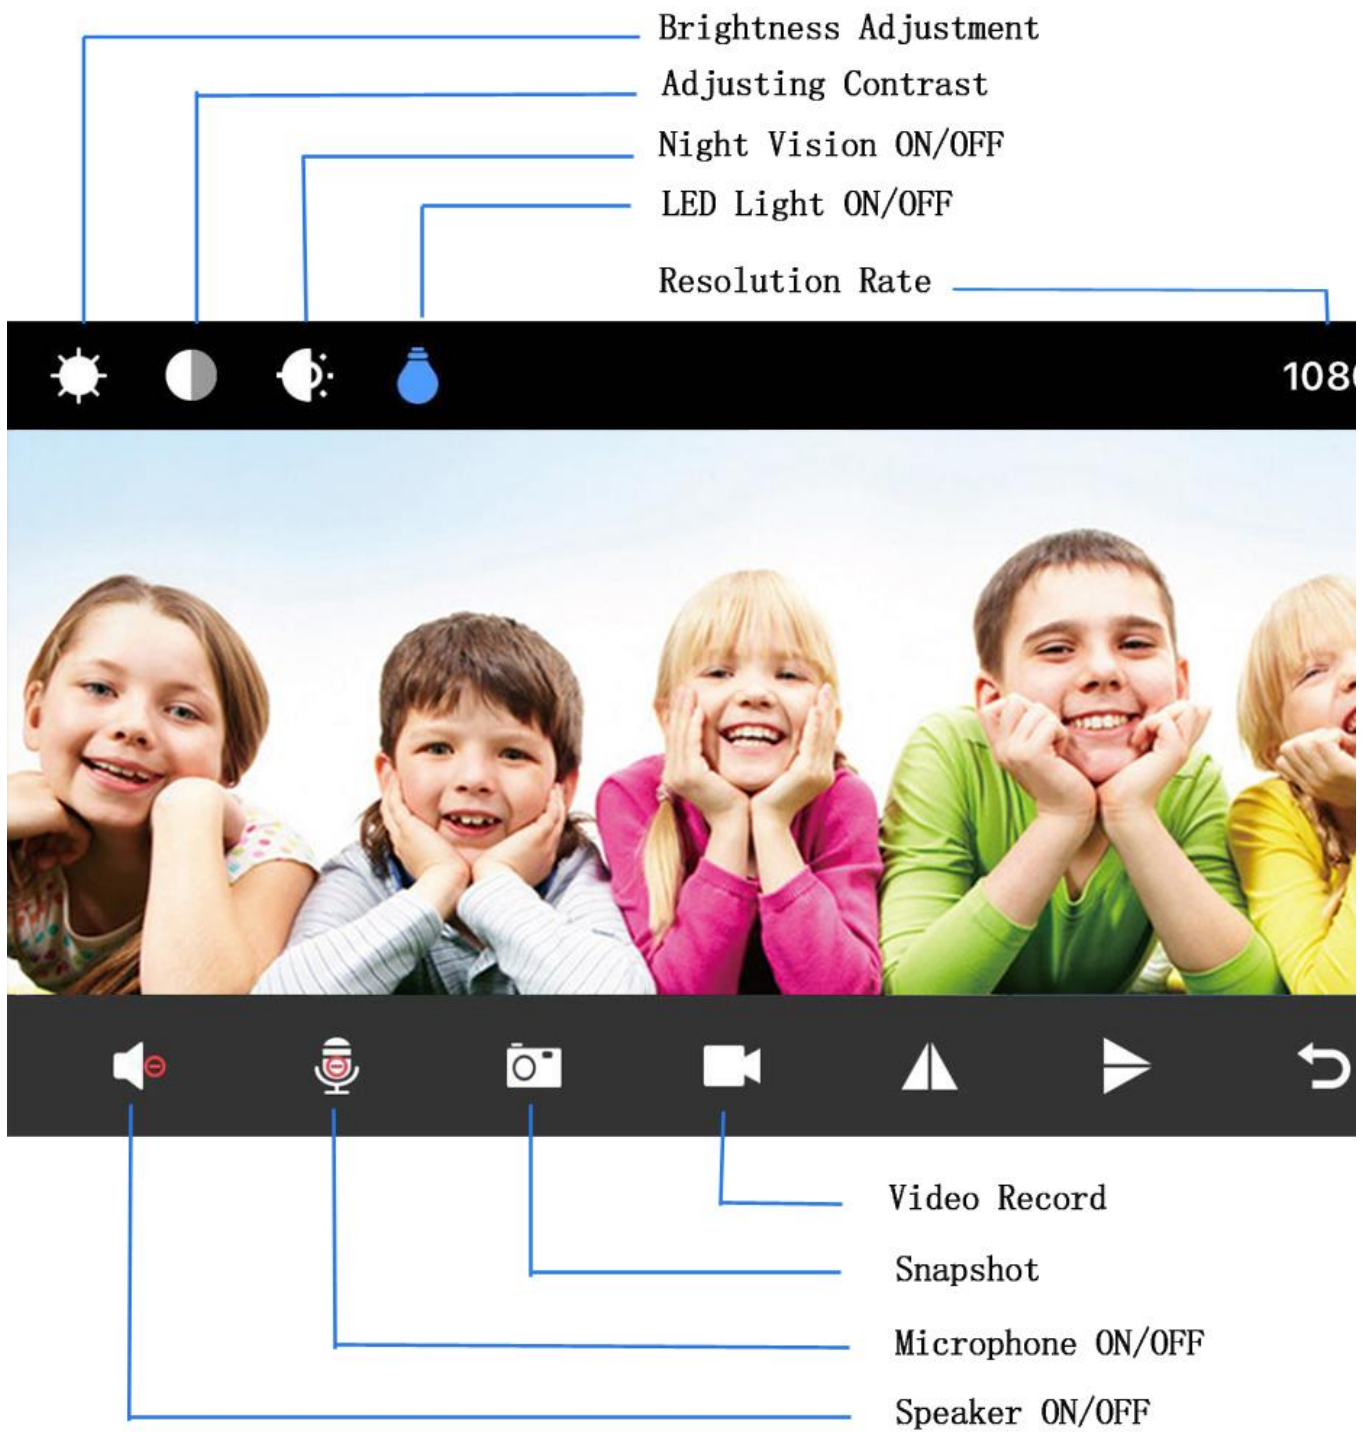 Brightness Adjustment
Adjusting Contrast
Night Vision ON/OFF
LED Light ON/OFF
Resolution Rate
108
Video Record
Snapshot
Microphone ON/OFF
Speaker ON/OFF